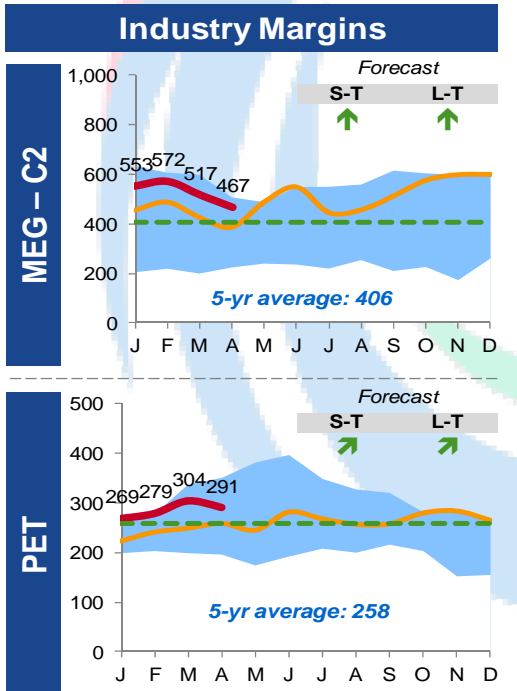 Industry Margins
MEG – C2
Forecast
S-T L-T
1,000
800
600
400
200
0
553 572 517 467
5-yr average: 406
J F M A M J J A S O N D
PET
Forecast
S-T L-T
500
400
300
200
100
0
269 279 304 291
5-yr average: 258
J F M A M J J A S O N D